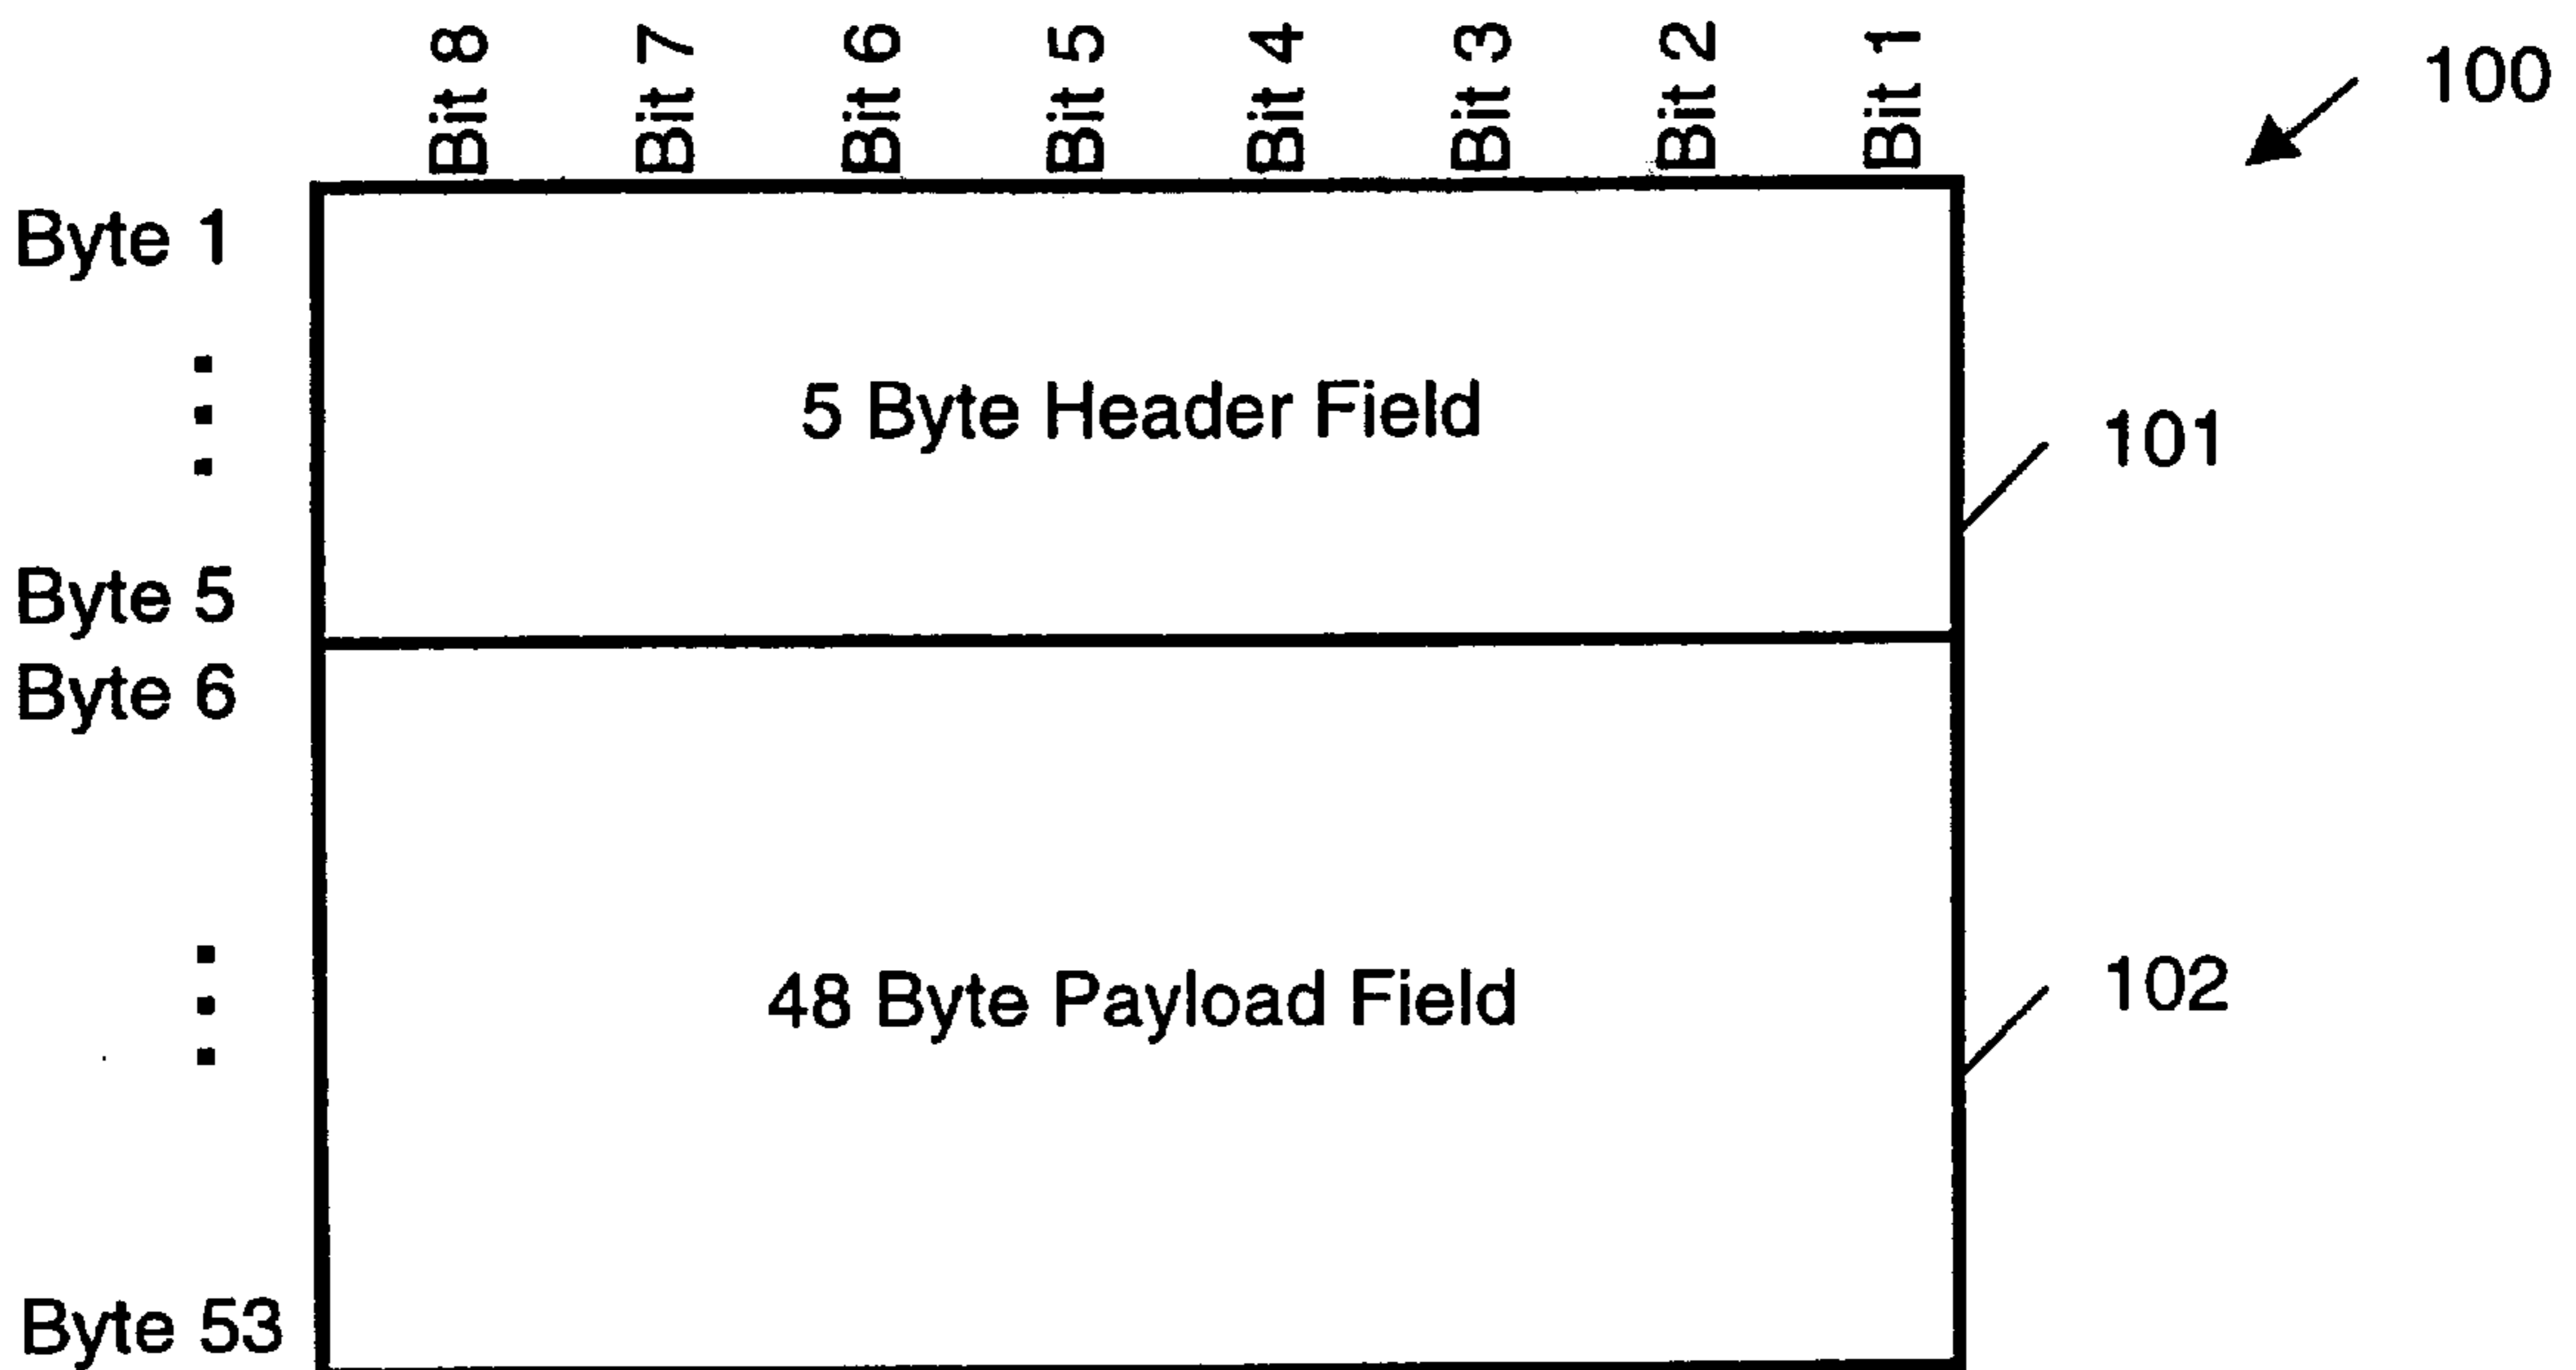 Bit 8
Bit 7
Bit 6
Bit 5
Bit 4
Bit 3
Bit 2
Bit 1
100
Byte 1
5 Byte Header Field
101
Byte 5
Byte 6
48 Byte Payload Field
102
Byte 53